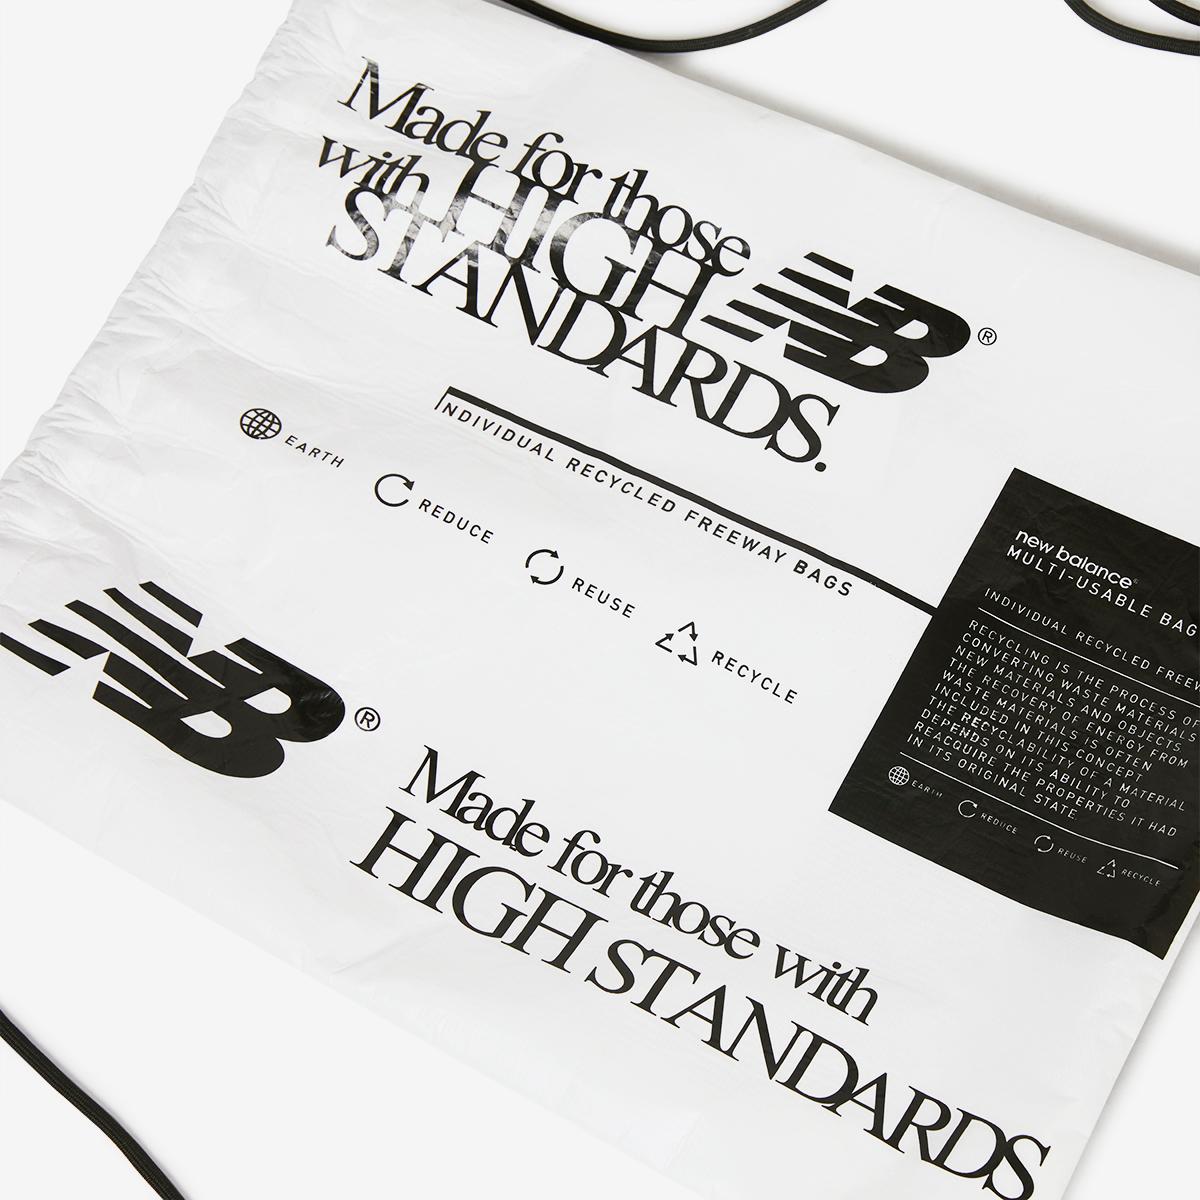 Made for those
with HIGH
STANDARDS.
NB®
INDIVIDUAL RECYCLED FREEWAY BAGS
EARTH
REDUCE
REUSE
RECYCLE
NB®
Made for those with
HIGH STANDARDS
new balance
MULTI-USABLE BAG
INDIVIDUAL RECYCLED FREEW
RECYCLING IS THE PROCESS OF
CONVERTING WASTE MATERIALS
NEW MATERIALS AND OBJECTS.
THE RECOVERY OF ENERGY FROM
WASTE MATERIALS IS OFTEN
INCLUDED IN THIS CONCEPT
HE RECYCLABILITY OF A MATERIAL
DEPENDS ON ITS ABILITY TO
REACQUIRE THE PROPERTIES IT HAD
IN ITS ORIGINAL STATE
EARTH
REDUCE
REUSE
RECYCLE